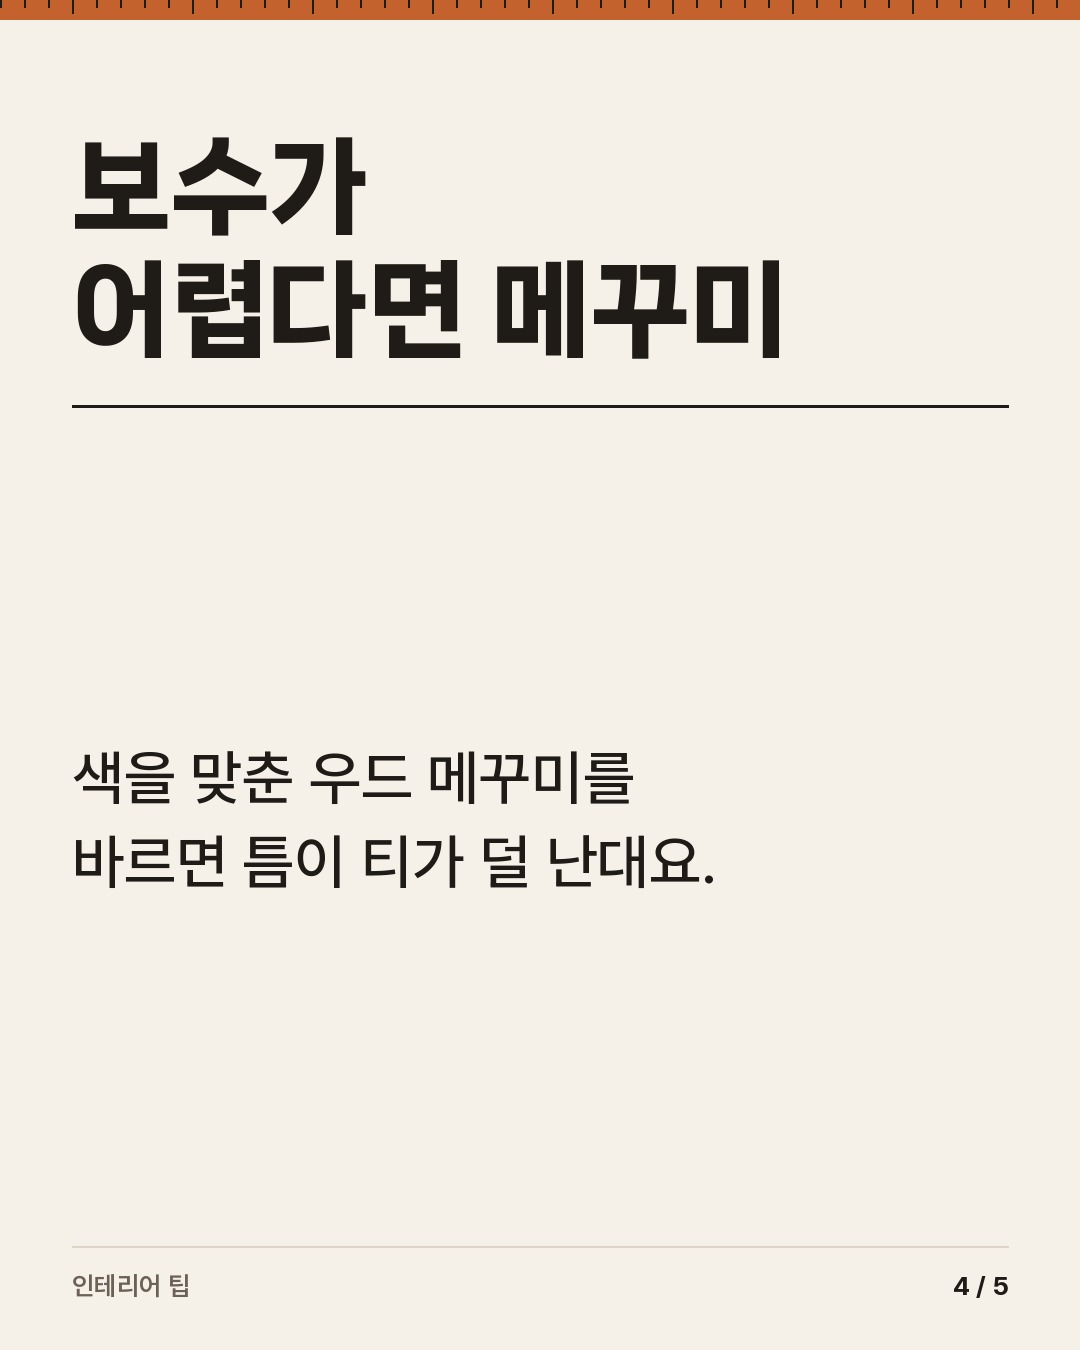 보수가
어렵다면 메꾸미
색을 맞춘 우드 메꾸미를
바르면 틈이 티가 덜 난대요.
인테리어 팁
4 / 5